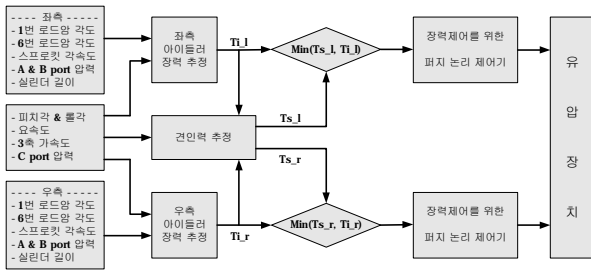 ---- 좌측 -----
- 1번 로드암 각도
- 6번 로드암 각도
- 스프로킷 각속도
- A & B port 압력
- 실린더 길이
좌측
아이들러
장력 추정
Ti_l
Min(Ts_l, Ti_l)
장력제어를 위한
퍼지 논리 제어기
- 피치각 & 롤각
- 요속도
- 3축 가속도
- C port 압력
견인력 추정
Ts_l
Ts_r
---- 우측 -----
- 1번 로드암 각도
- 6번 로드암 각도
- 스프로킷 각속도
- A & B port 압력
- 실린더 길이
우측
아이들러
장력 추정
Ti_r
Min(Ts_r, Ti_r)
장력제어를 위한
퍼지 논리 제어기
유
압
장
치